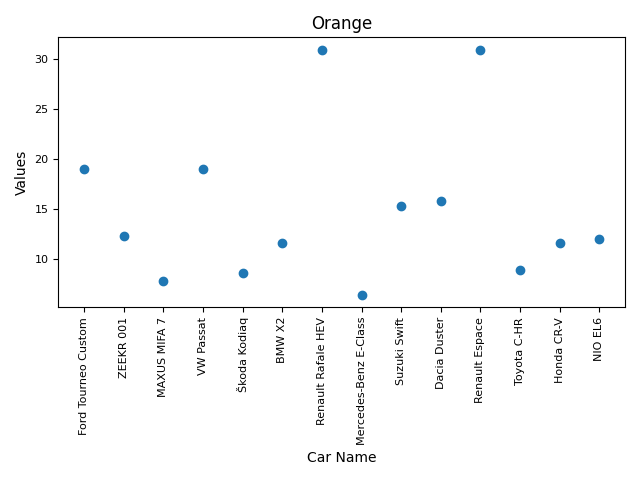 Orange
Values
30
25
20
15
10
Ford Tourneo Custom
ZEEKR 001
MAXUS MIFA 7
VW Passat
Škoda Kodiaq
BMW X2
Renault Rafale HEV
Mercedes-Benz E-Class
Suzuki Swift
Dacia Duster
Renault Espace
Toyota C-HR
Honda CR-V
NIO EL6
Car Name